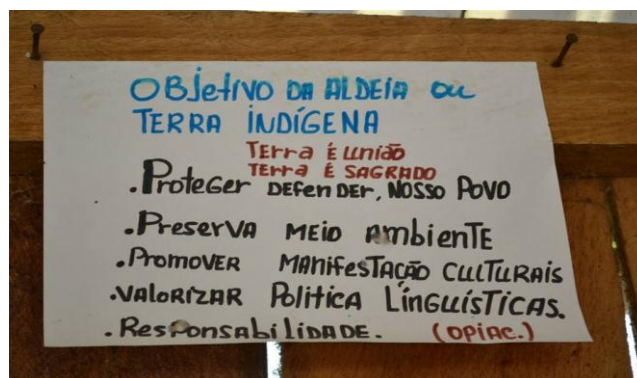 OBJetivo DA ALDEIA ou
TERRA INDÍGENA
TErra É união
TErra É SAGRADO
.ProteGer DEFenDer, NOSSO Povo
.PreserVA MEiO AmbienTE
.PromoVER MAnifesTAÇÃO CuLTuRAiS
.VALORIZAR PoliticA LínGuísTICAS.
.ResponsabiLiDADE. (OPIAC.)